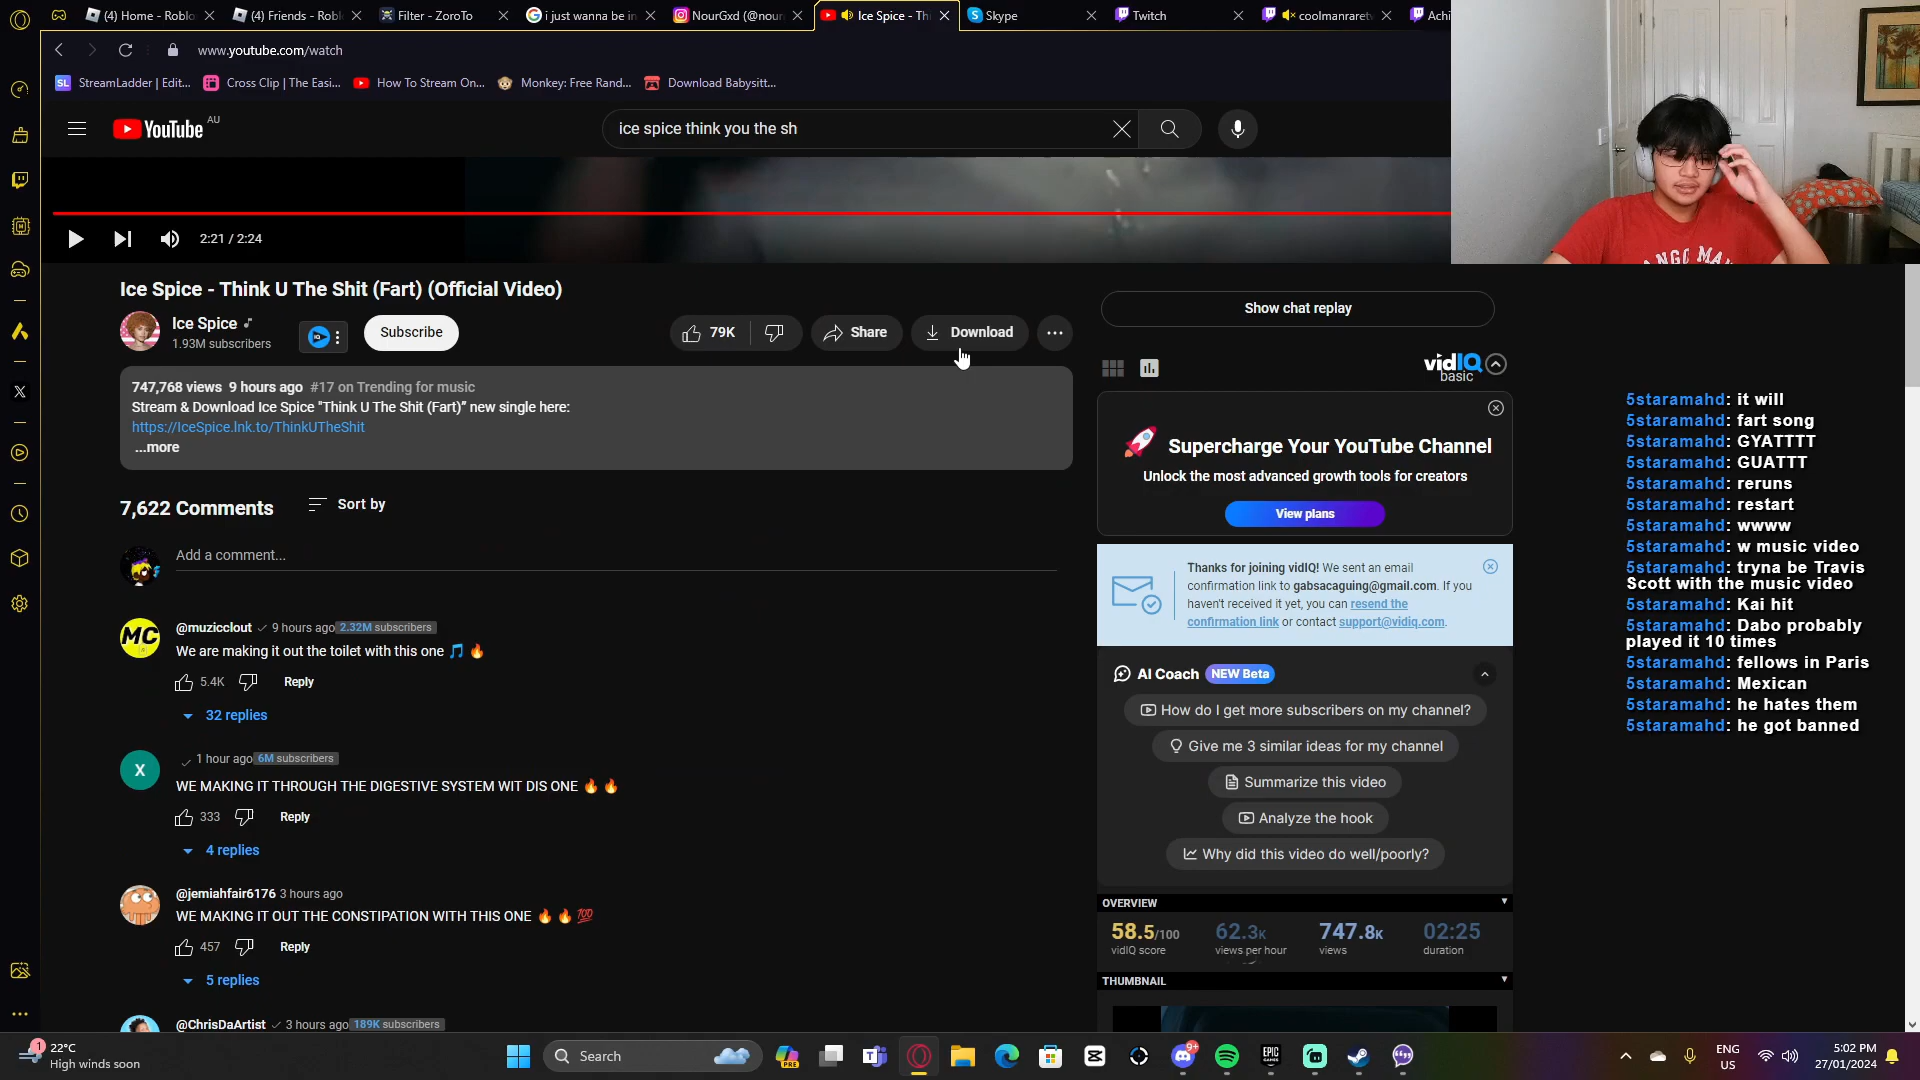 (4) Home - Roblo
(4) Friends - Robl
Filter - ZoroTo
i just wanna be in
NourGxd (@nour
Ice Spice - Thi
Skype
Twitch
coolmanraretv
Achi
www.youtube.com/watch
StreamLadder | Edit...
Cross Clip | The Easi...
How To Stream On...
Monkey: Free Rand...
Download Babysitt...
YouTube AU
ice spice think you the sh
2:21 / 2:24
Ice Spice - Think U The Shit (Fart) (Official Video)
Ice Spice
1.93M subscribers
Subscribe
79K
Share
Download
747,768 views 9 hours ago #17 on Trending for music
Stream & Download Ice Spice "Think U The Shit (Fart)" new single here:
https://IceSpice.lnk.to/ThinkUTheShit
...more
7,622 Comments
Sort by
Add a comment...
MC
@muzicclout 9 hours ago 2.32M subscribers
We are making it out the toilet with this one 🎵 🔥
5.4K
Reply
32 replies
X
1 hour ago 6M subscribers
WE MAKING IT THROUGH THE DIGESTIVE SYSTEM WIT DIS ONE 🔥 🔥
333
Reply
4 replies
@jemiahfair6176 3 hours ago
WE MAKING IT OUT THE CONSTIPATION WITH THIS ONE 🔥 🔥 💯
457
Reply
5 replies
@ChrisDaArtist 3 hours ago 189K subscribers
Show chat replay
vidIQ
basic
Supercharge Your YouTube Channel
Unlock the most advanced growth tools for creators
View plans
Thanks for joining vidIQ! We sent an email
confirmation link to gabsacaguing@gmail.com. If you
haven't received it yet, you can resend the
confirmation link or contact support@vidiq.com.
AI Coach NEW Beta
How do I get more subscribers on my channel?
Give me 3 similar ideas for my channel
Summarize this video
Analyze the hook
Why did this video do well/poorly?
OVERVIEW
58.5/100 62.3K 747.8K 02:25
vidIQ score views per hour views duration
THUMBNAIL
5staramahd: it will
5staramahd: fart song
5staramahd: GYATTTT
5staramahd: GUATTT
5staramahd: reruns
5staramahd: restart
5staramahd: wwww
5staramahd: w music video
5staramahd: tryna be Travis
Scott with the music video
5staramahd: Kai hit
5staramahd: Dabo probably
played it 10 times
5staramahd: fellows in Paris
5staramahd: Mexican
5staramahd: he hates them
5staramahd: he got banned
1
22°C
High winds soon
Search
PRE
9+
EPIC
ENG
US
5:02 PM
27/01/2024